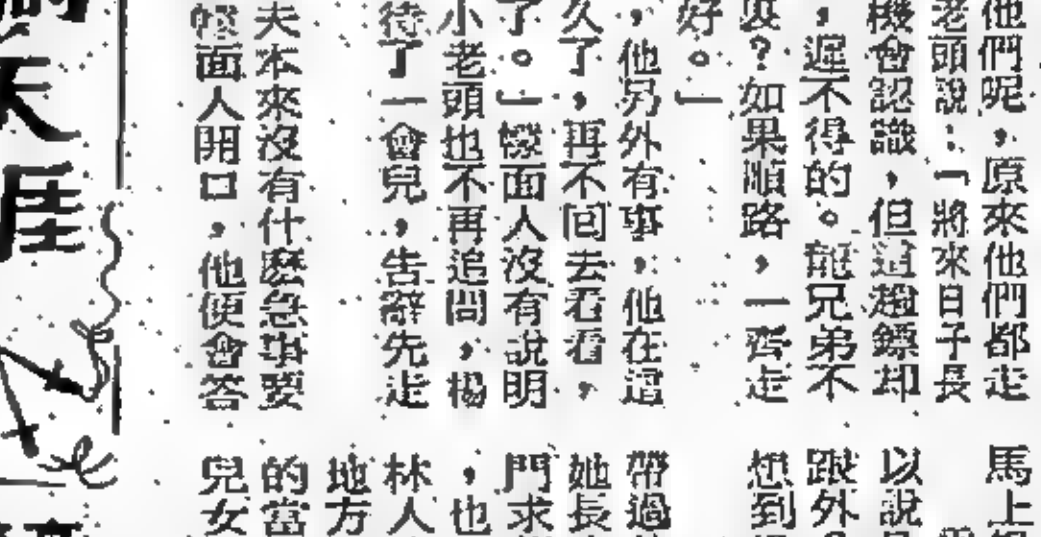 他們呢，原來他們都走
老頭說：「將來日子長
機會認識，但這趟鏢却
，遲不得的。龍兄弟不
裝？如果順路，一齊走
好。」
，他另外有事，他在這
久了，再不回去看看，
了。」幪面人沒有說明
小老頭也不再追問，楊
待了一會兒，告辭先走
夫本來沒有什麼急事要
幪面人開口，他便會答
馬上
以說
跟外
想到
帶過
她長
門求
，也
林人
地方
的當
兒女
天涯